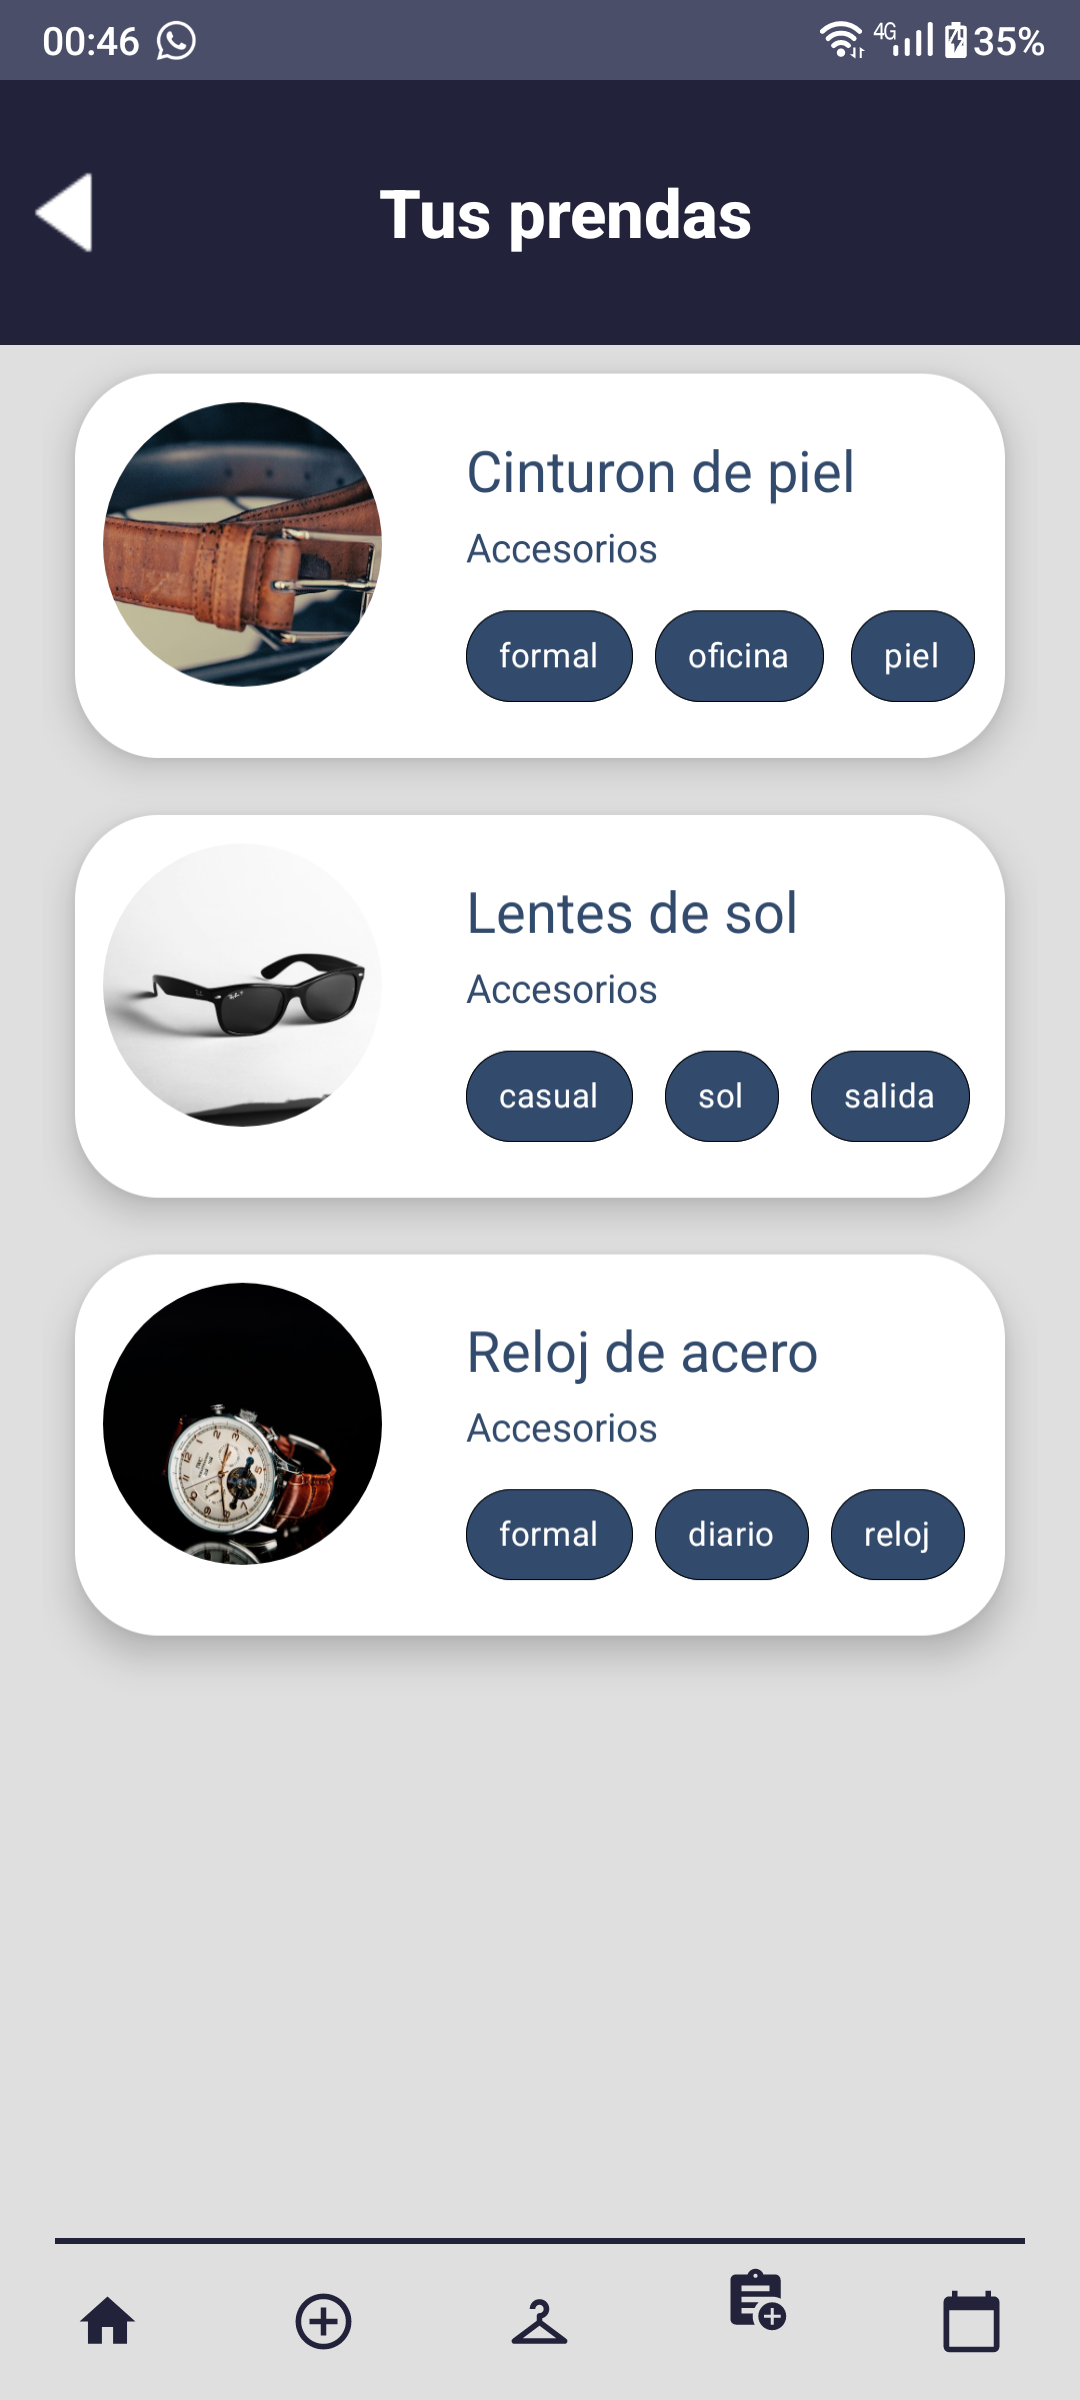 00:46 4G 35%
Tus prendas
Cinturon de piel
Accesorios
formal oficina piel
Lentes de sol
Accesorios
casual sol salida
Reloj de acero
Accesorios
formal diario reloj